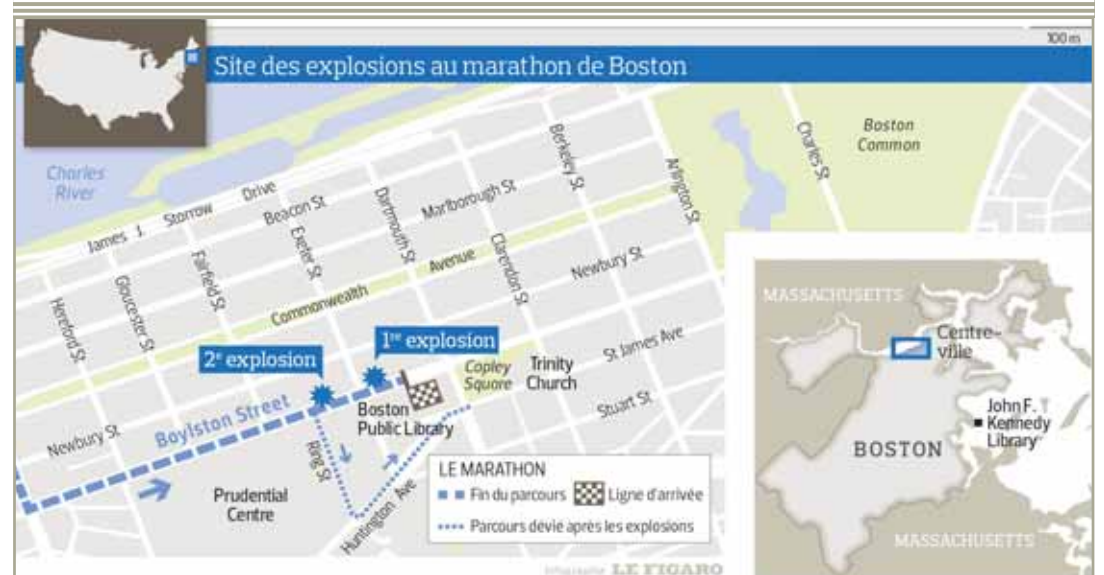 100 m
Site des explosions au marathon de Boston
Charles
River
James J. Storrow Drive
Beacon St
Marlborough St
Berkeley St
Arlington St
Charles St
Boston
Common
Hereford St
Gloucester St
Fairfield St
Exeter St
Dartmouth St
Clarendon St
Commonwealth Avenue
Newbury St
2e explosion
1re explosion
Copley
Square
Trinity
Church
St James Ave
Stuart St
Boylston Street
Boston
Public Library
Newbury St
Ring St
Huntington Ave
Prudential
Centre
LE MARATHON
Fin du parcours
Ligne d'arrivée
Parcours dévié après les explosions
MASSACHUSETTS
Centre-
ville
John F.
Kennedy
Library
BOSTON
MASSACHUSETTS
Infographie LE FIGARO